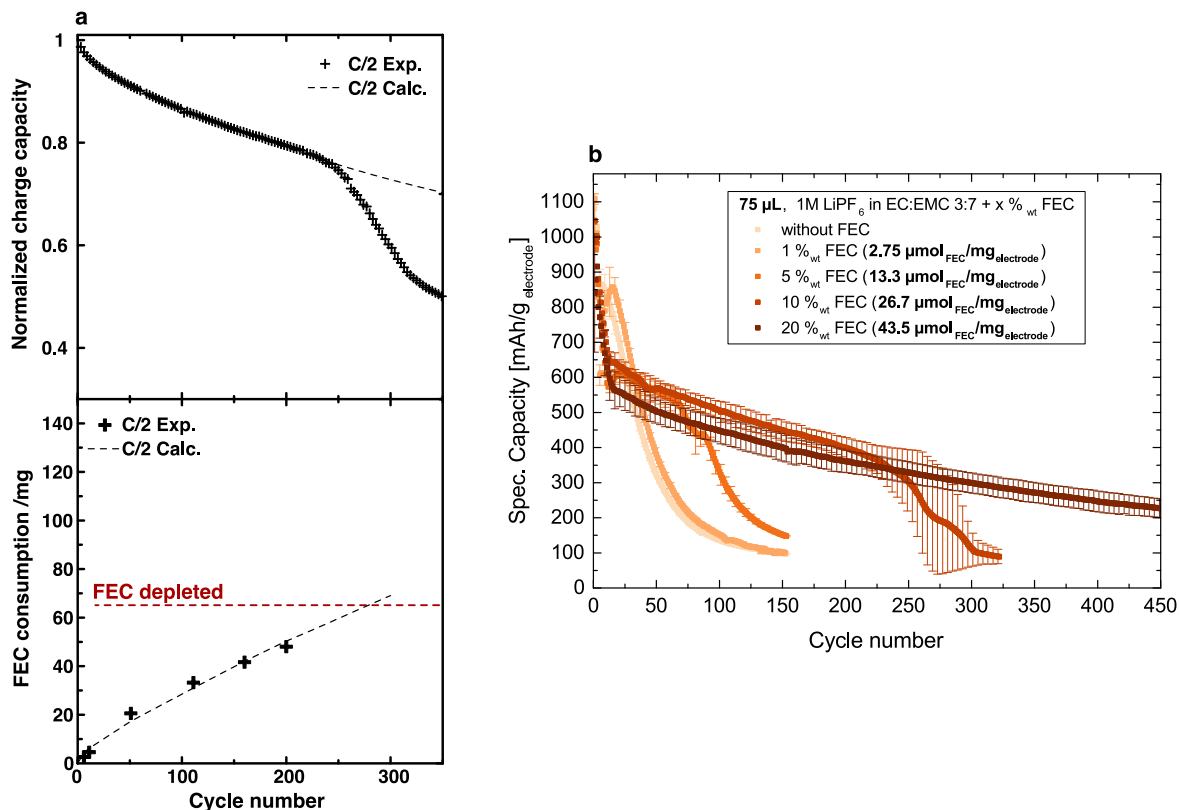 a
1
0.8
0.6
0.4
Normalized charge capacity
C/2 Exp.
C/2 Calc.
140
120
100
80
60
40
20
0
FEC consumption /mg
C/2 Exp.
C/2 Calc.
FEC depleted
0 100 200 300
Cycle number
b
1100
1000
900
800
700
600
500
400
300
200
100
0
Spec. Capacity [mAh/g electrode]
75 µL, 1M LiPF6 in EC:EMC 3:7 + x %wt FEC
without FEC
1 %wt FEC (2.75 µmolFEC/mgelectrode)
5 %wt FEC (13.3 µmolFEC/mgelectrode)
10 %wt FEC (26.7 µmolFEC/mgelectrode)
20 %wt FEC (43.5 µmolFEC/mgelectrode)
0 50 100 150 200 250 300 350 400 450
Cycle number